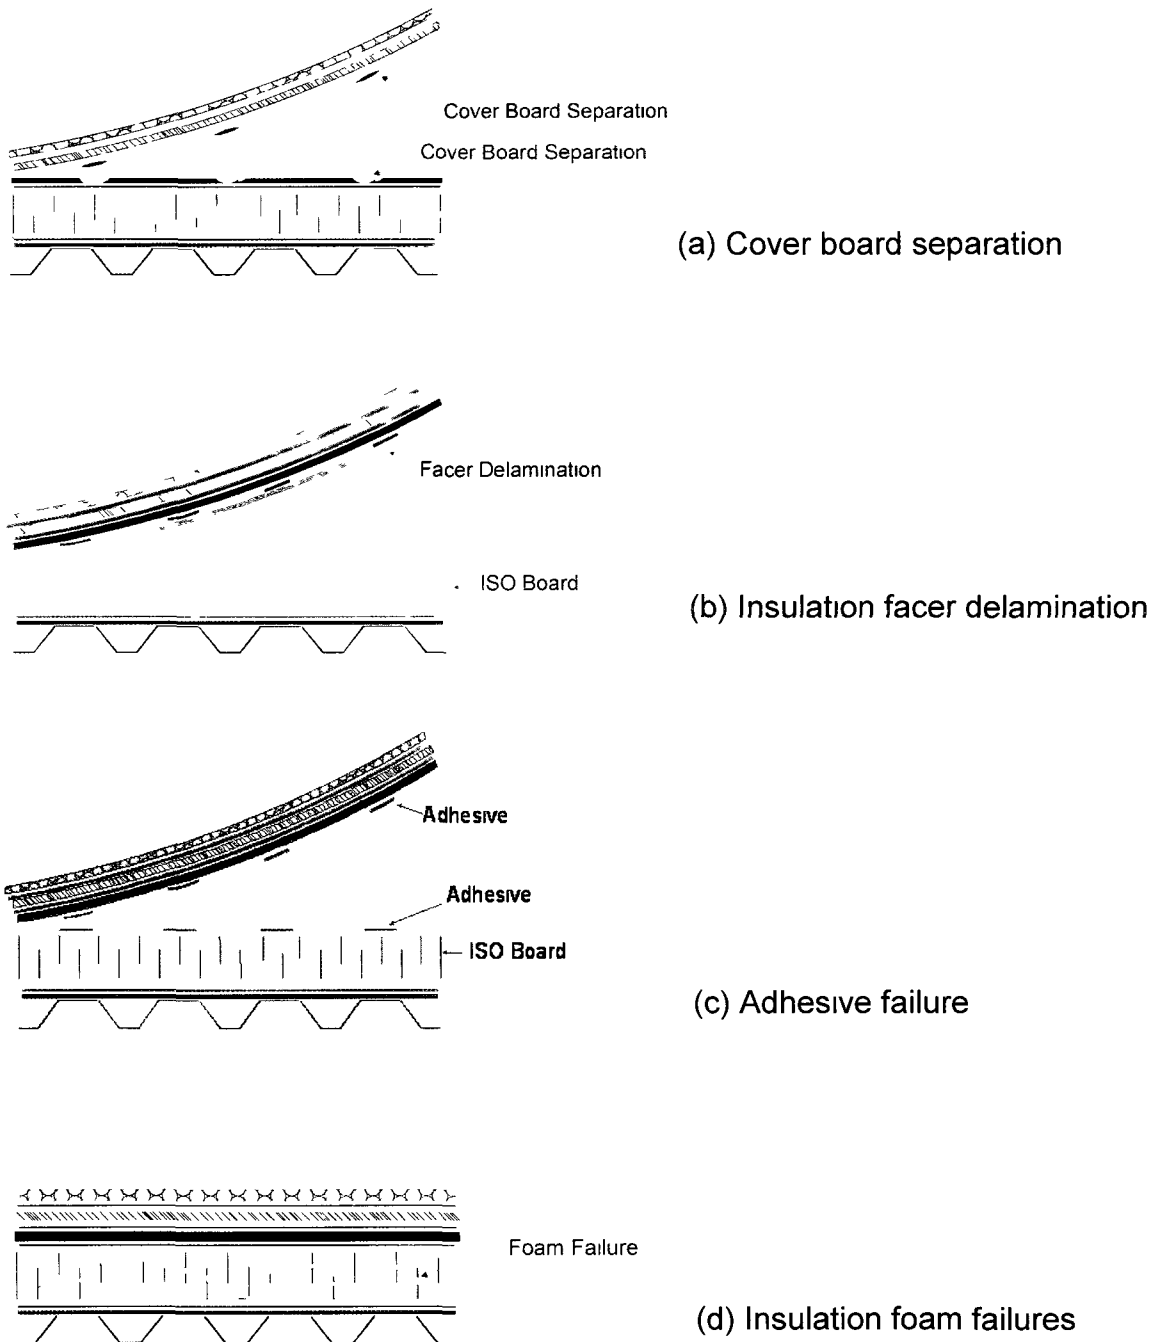 Cover Board Separation
Cover Board Separation
(a) Cover board separation
Facer Delamination
ISO Board
(b) Insulation facer delamination
Adhesive
Adhesive
ISO Board
(c) Adhesive failure
Foam Failure
(d) Insulation foam failures